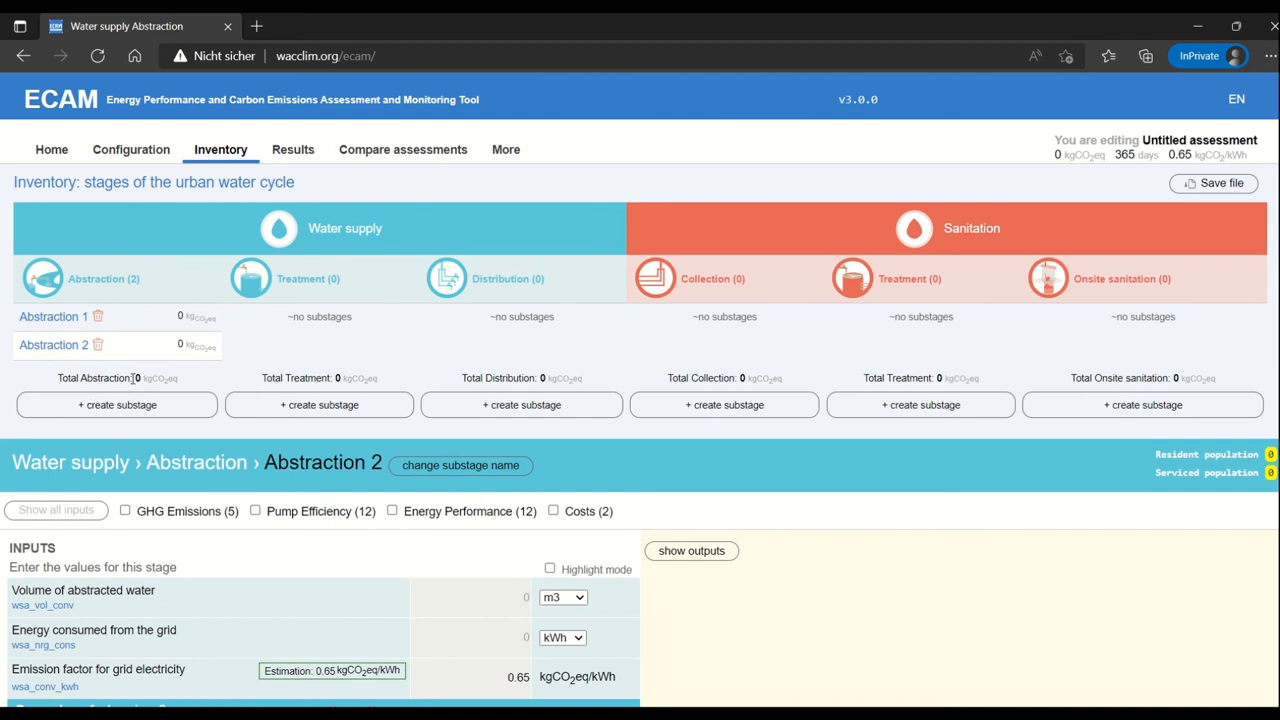 Water supply Abstraction
Nicht sicher | wacclim.org/ecam/
InPrivate
ECAM Energy Performance and Carbon Emissions Assessment and Monitoring Tool v3.0.0 EN
Home Configuration Inventory Results Compare assessments More
You are editing Untitled assessment
0 kgCO2eq 365 days 0.65 kgCO2/kWh
Inventory: stages of the urban water cycle
Save file
Water supply Sanitation
Abstraction (2) Treatment (0) Distribution (0) Collection (0) Treatment (0) Onsite sanitation (0)
Abstraction 1 0 kgCO2eq ~no substages ~no substages ~no substages ~no substages ~no substages
Abstraction 2 0 kgCO2eq
Total Abstraction: 0 kgCO2eq Total Treatment: 0 kgCO2eq Total Distribution: 0 kgCO2eq Total Collection: 0 kgCO2eq Total Treatment: 0 kgCO2eq Total Onsite sanitation: 0 kgCO2eq
+ create substage + create substage + create substage + create substage + create substage + create substage
Water supply › Abstraction › Abstraction 2 change substage name
Resident population 0
Serviced population 0
Show all inputs GHG Emissions (5) Pump Efficiency (12) Energy Performance (12) Costs (2)
INPUTS
show outputs
Enter the values for this stage Highlight mode
Volume of abstracted water 0 m3
wsa_vol_conv
Energy consumed from the grid 0 kWh
wsa_nrg_cons
Emission factor for grid electricity Estimation: 0.65 kgCO2eq/kWh 0.65 kgCO2eq/kWh
wsa_conv_kwh